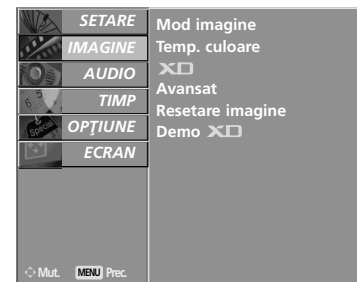 SETARE
IMAGINE
AUDIO
TIMP
Special
OPŢIUNE
ECRAN
Mut. MENU Prec.
Mod imagine
Temp. culoare
XD
Avansat
Resetare imagine
Demo XD